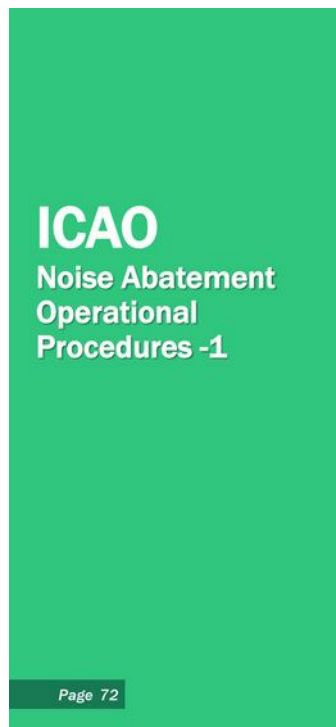 ICAO
Noise Abatement
Operational
Procedures -1
Page 72